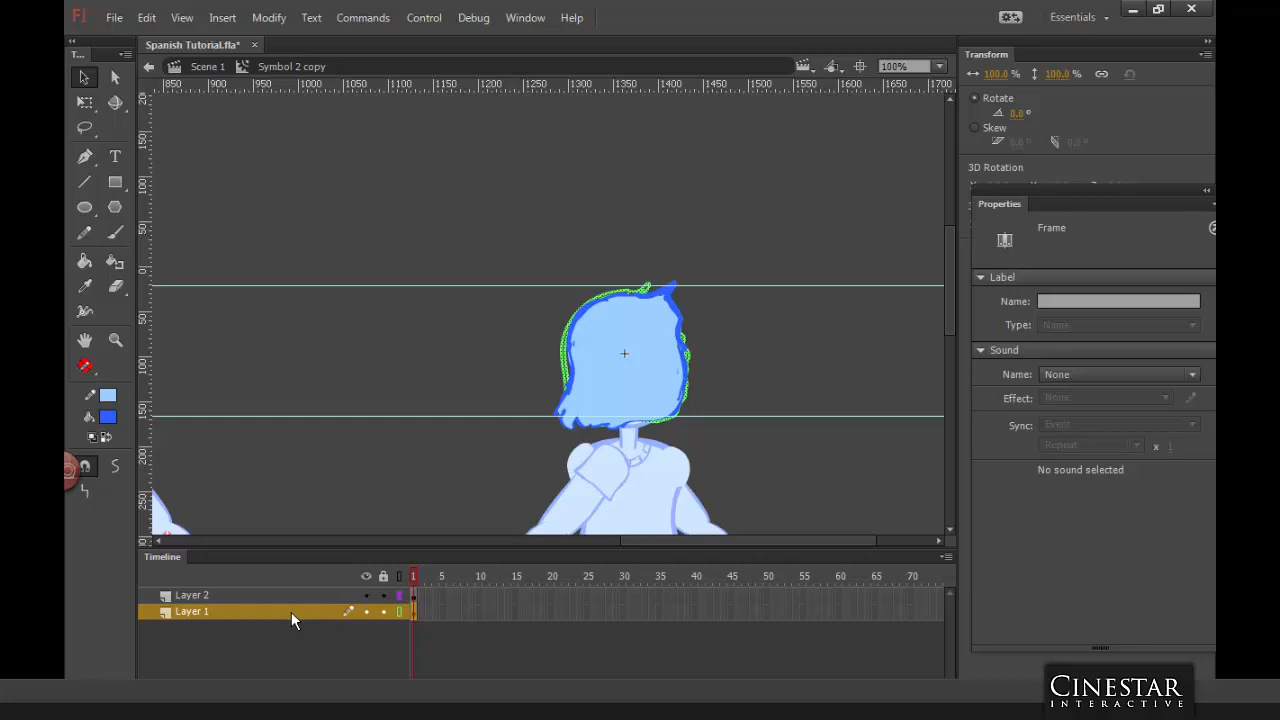 Fl File Edit View Insert Modify Text Commands Control Debug Window Help Essentials
T... Spanish Tutorial.fla* × Transform
Scene 1 Symbol 2 copy 100% 100.0 % 100.0 %
850 900 950 1000 1050 1100 1150 1200 1250 1300 1350 1400 1450 1500 1550 1600 1650 1700
Rotate
0.0 °
Skew
0.0 ° 0.0 °
3D Rotation
Properties
Frame
Label
Name:
Type: Name
Sound
Name: None
Effect: None
Sync: Event
Repeat x 1
No sound selected
Timeline
1 5 10 15 20 25 30 35 40 45 50 55 60 65 70
Layer 2
Layer 1
CINESTAR
INTERACTIVE